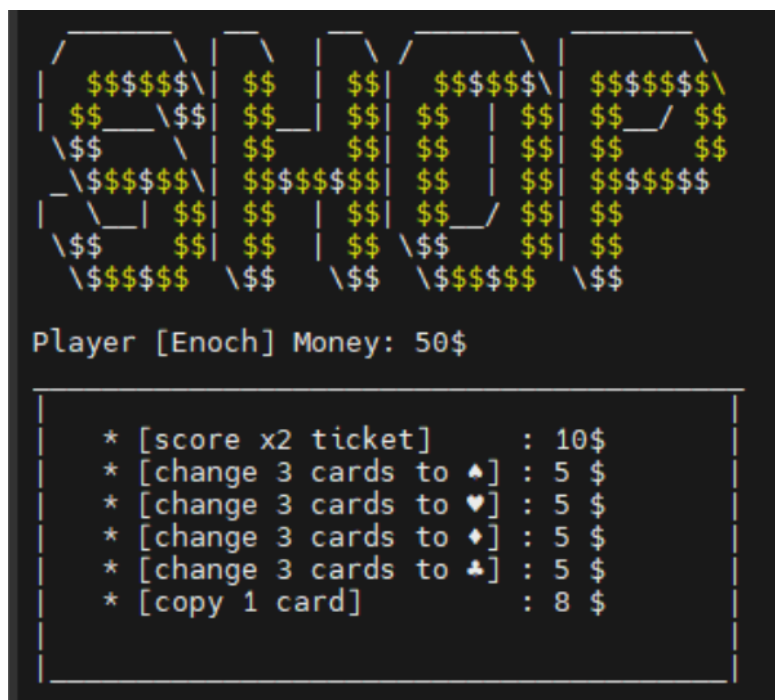 SHOP
Player [Enoch] Money: 50$
* [score x2 ticket] : 10$
* [change 3 cards to ♠] : 5 $
* [change 3 cards to ♥] : 5 $
* [change 3 cards to ♦] : 5 $
* [change 3 cards to ♣] : 5 $
* [copy 1 card] : 8 $